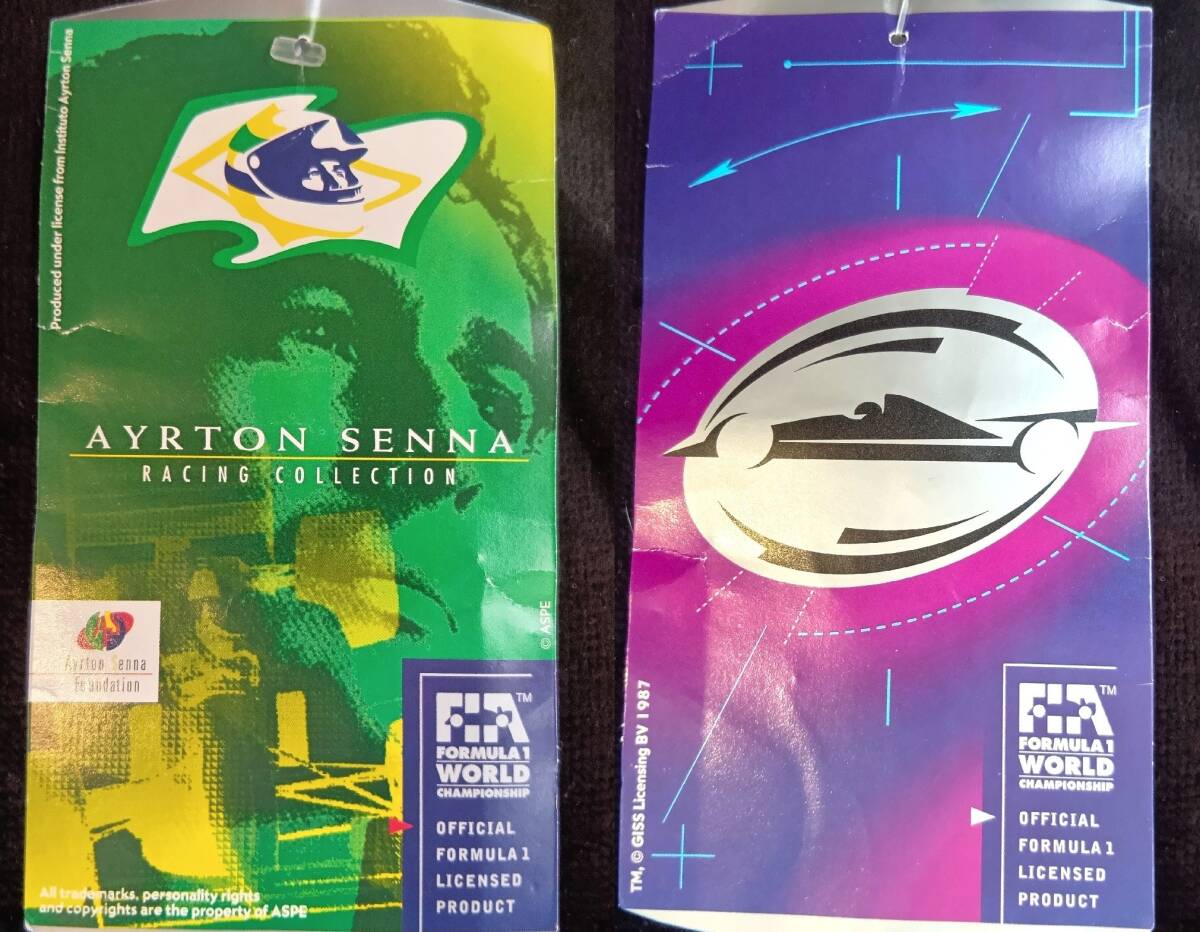 Produced under license from Instituto Ayrton Senna
AYRTON SENNA
RACING COLLECTION
© ASPE
Ayrton Senna
Foundation
FIA™
FORMULA 1
WORLD
CHAMPIONSHIP
OFFICIAL
FORMULA 1
LICENSED
PRODUCT
All trademarks, personality rights
and copyrights are the property of ASPE
TM, © GISS Licensing BV 1987
FIA™
FORMULA 1
WORLD
CHAMPIONSHIP
OFFICIAL
FORMULA 1
LICENSED
PRODUCT